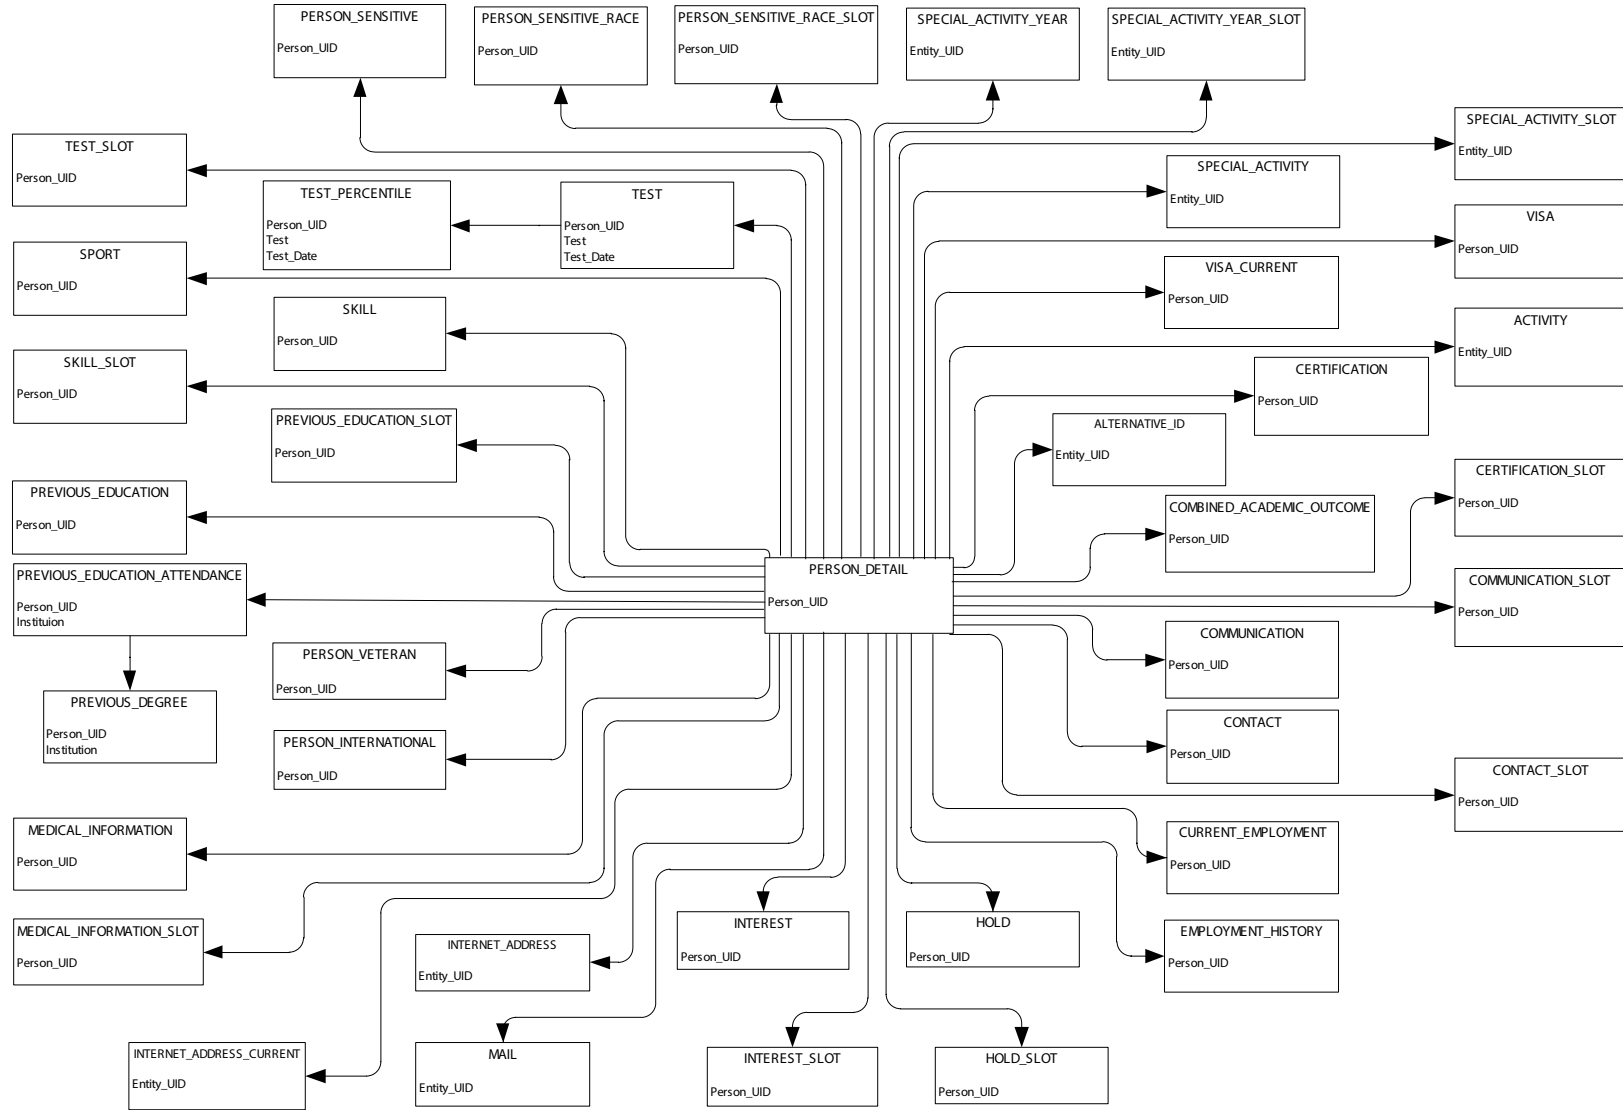 PERSON_SENSITIVE
Person_UID
PERSON_SENSITIVE_RACE
Person_UID
PERSON_SENSITIVE_RACE_SLOT
Person_UID
SPECIAL_ACTIVITY_YEAR
Entity_UID
SPECIAL_ACTIVITY_YEAR_SLOT
Entity_UID
TEST_SLOT
Person_UID
TEST_PERCENTILE
Person_UID
Test
Test_Date
TEST
Person_UID
Test
Test_Date
SPECIAL_ACTIVITY
Entity_UID
SPECIAL_ACTIVITY_SLOT
Entity_UID
SPORT
Person_UID
VISA
Person_UID
VISA_CURRENT
Person_UID
SKILL
Person_UID
ACTIVITY
Entity_UID
SKILL_SLOT
Person_UID
CERTIFICATION
Person_UID
PREVIOUS_EDUCATION_SLOT
Person_UID
ALTERNATIVE_ID
Entity_UID
PREVIOUS_EDUCATION
Person_UID
COMBINED_ACADEMIC_OUTCOME
Person_UID
CERTIFICATION_SLOT
Person_UID
PREVIOUS_EDUCATION_ATTENDANCE
Person_UID
Instituion
PERSON_DETAIL
Person_UID
COMMUNICATION_SLOT
Person_UID
PERSON_VETERAN
Person_UID
COMMUNICATION
Person_UID
PREVIOUS_DEGREE
Person_UID
Institution
PERSON_INTERNATIONAL
Person_UID
CONTACT
Person_UID
CONTACT_SLOT
Person_UID
MEDICAL_INFORMATION
Person_UID
CURRENT_EMPLOYMENT
Person_UID
MEDICAL_INFORMATION_SLOT
Person_UID
INTERNET_ADDRESS
Entity_UID
INTEREST
Person_UID
HOLD
Person_UID
EMPLOYMENT_HISTORY
Person_UID
INTERNET_ADDRESS_CURRENT
Entity_UID
MAIL
Entity_UID
INTEREST_SLOT
Person_UID
HOLD_SLOT
Person_UID